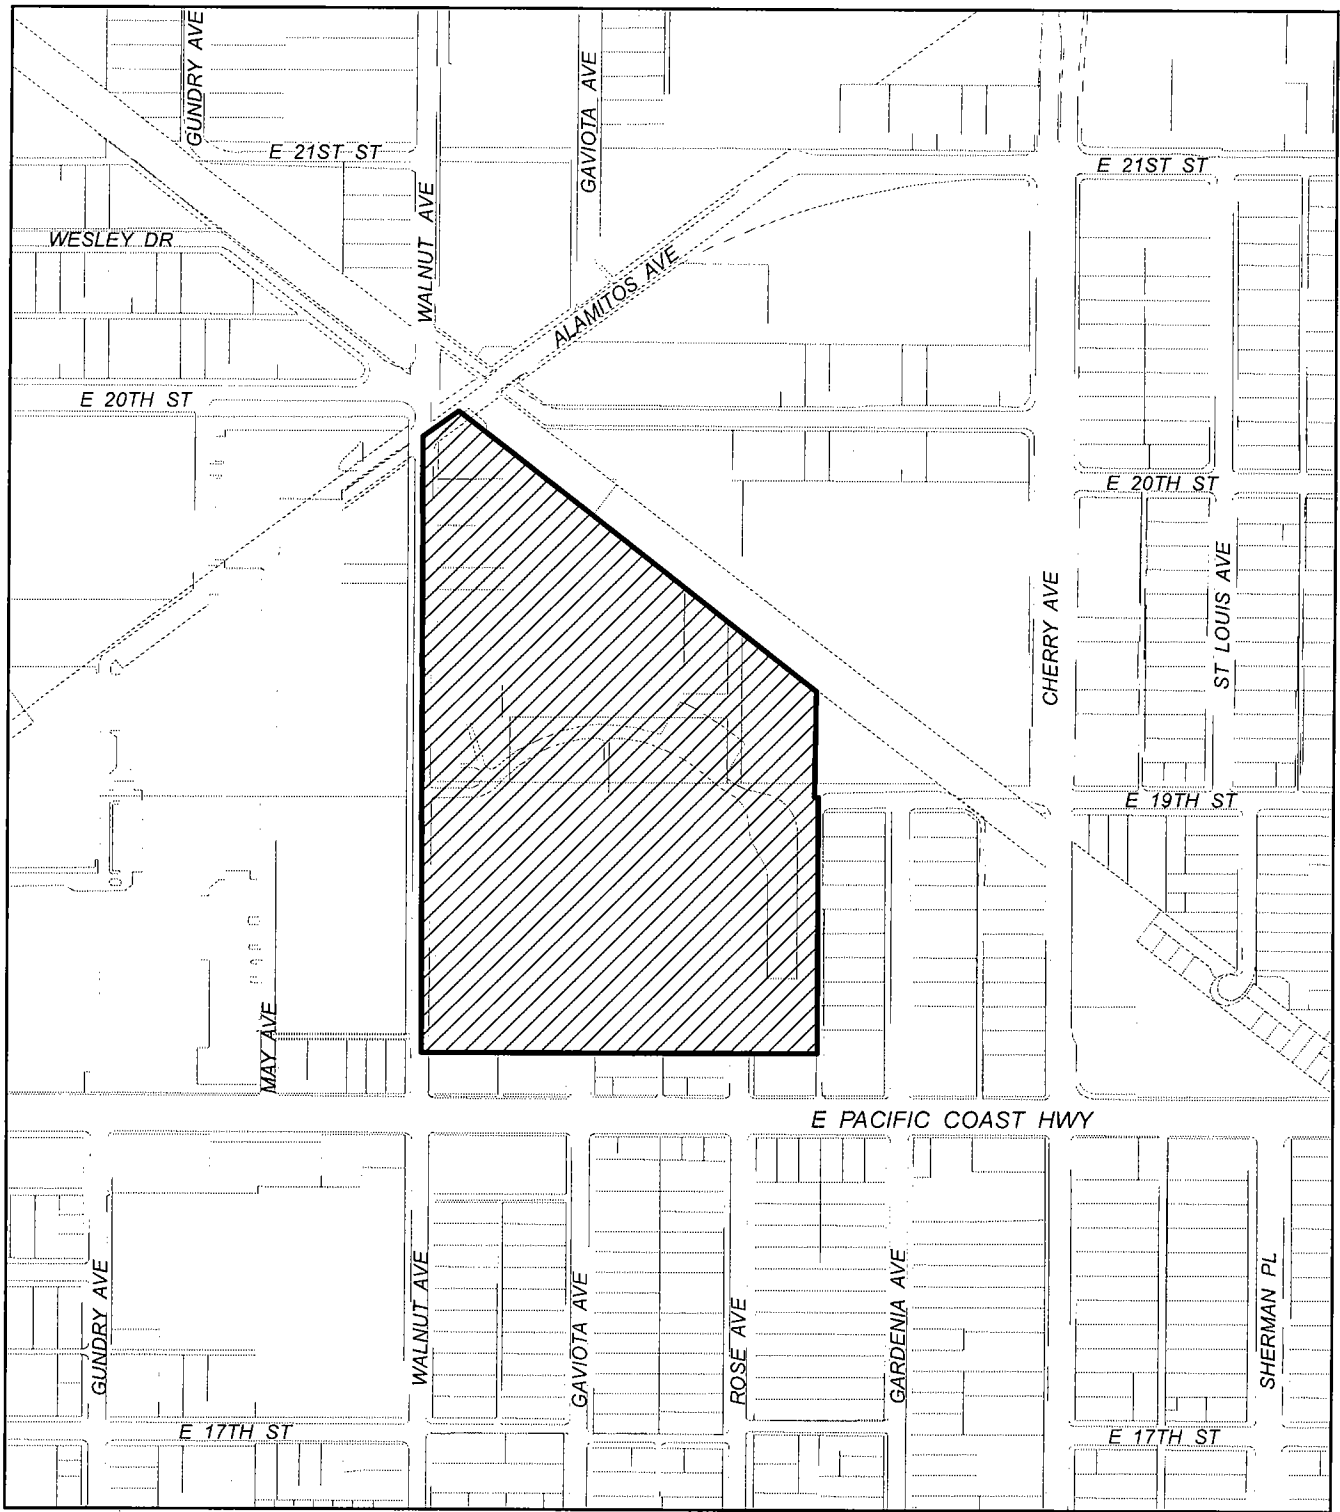 GUNDRY AVE
GAVIOTA AVE
E 21ST ST
E 21ST ST
WALNUT AVE
WESLEY DR
ALAMITOS AVE
E 20TH ST
E 20TH ST
CHERRY AVE
ST LOUIS AVE
E 19TH ST
MAY AVE
E PACIFIC COAST HWY
GUNDRY AVE
WALNUT AVE
GAVIOTA AVE
ROSE AVE
GARDENIA AVE
SHERMAN PL
E 17TH ST
E 17TH ST